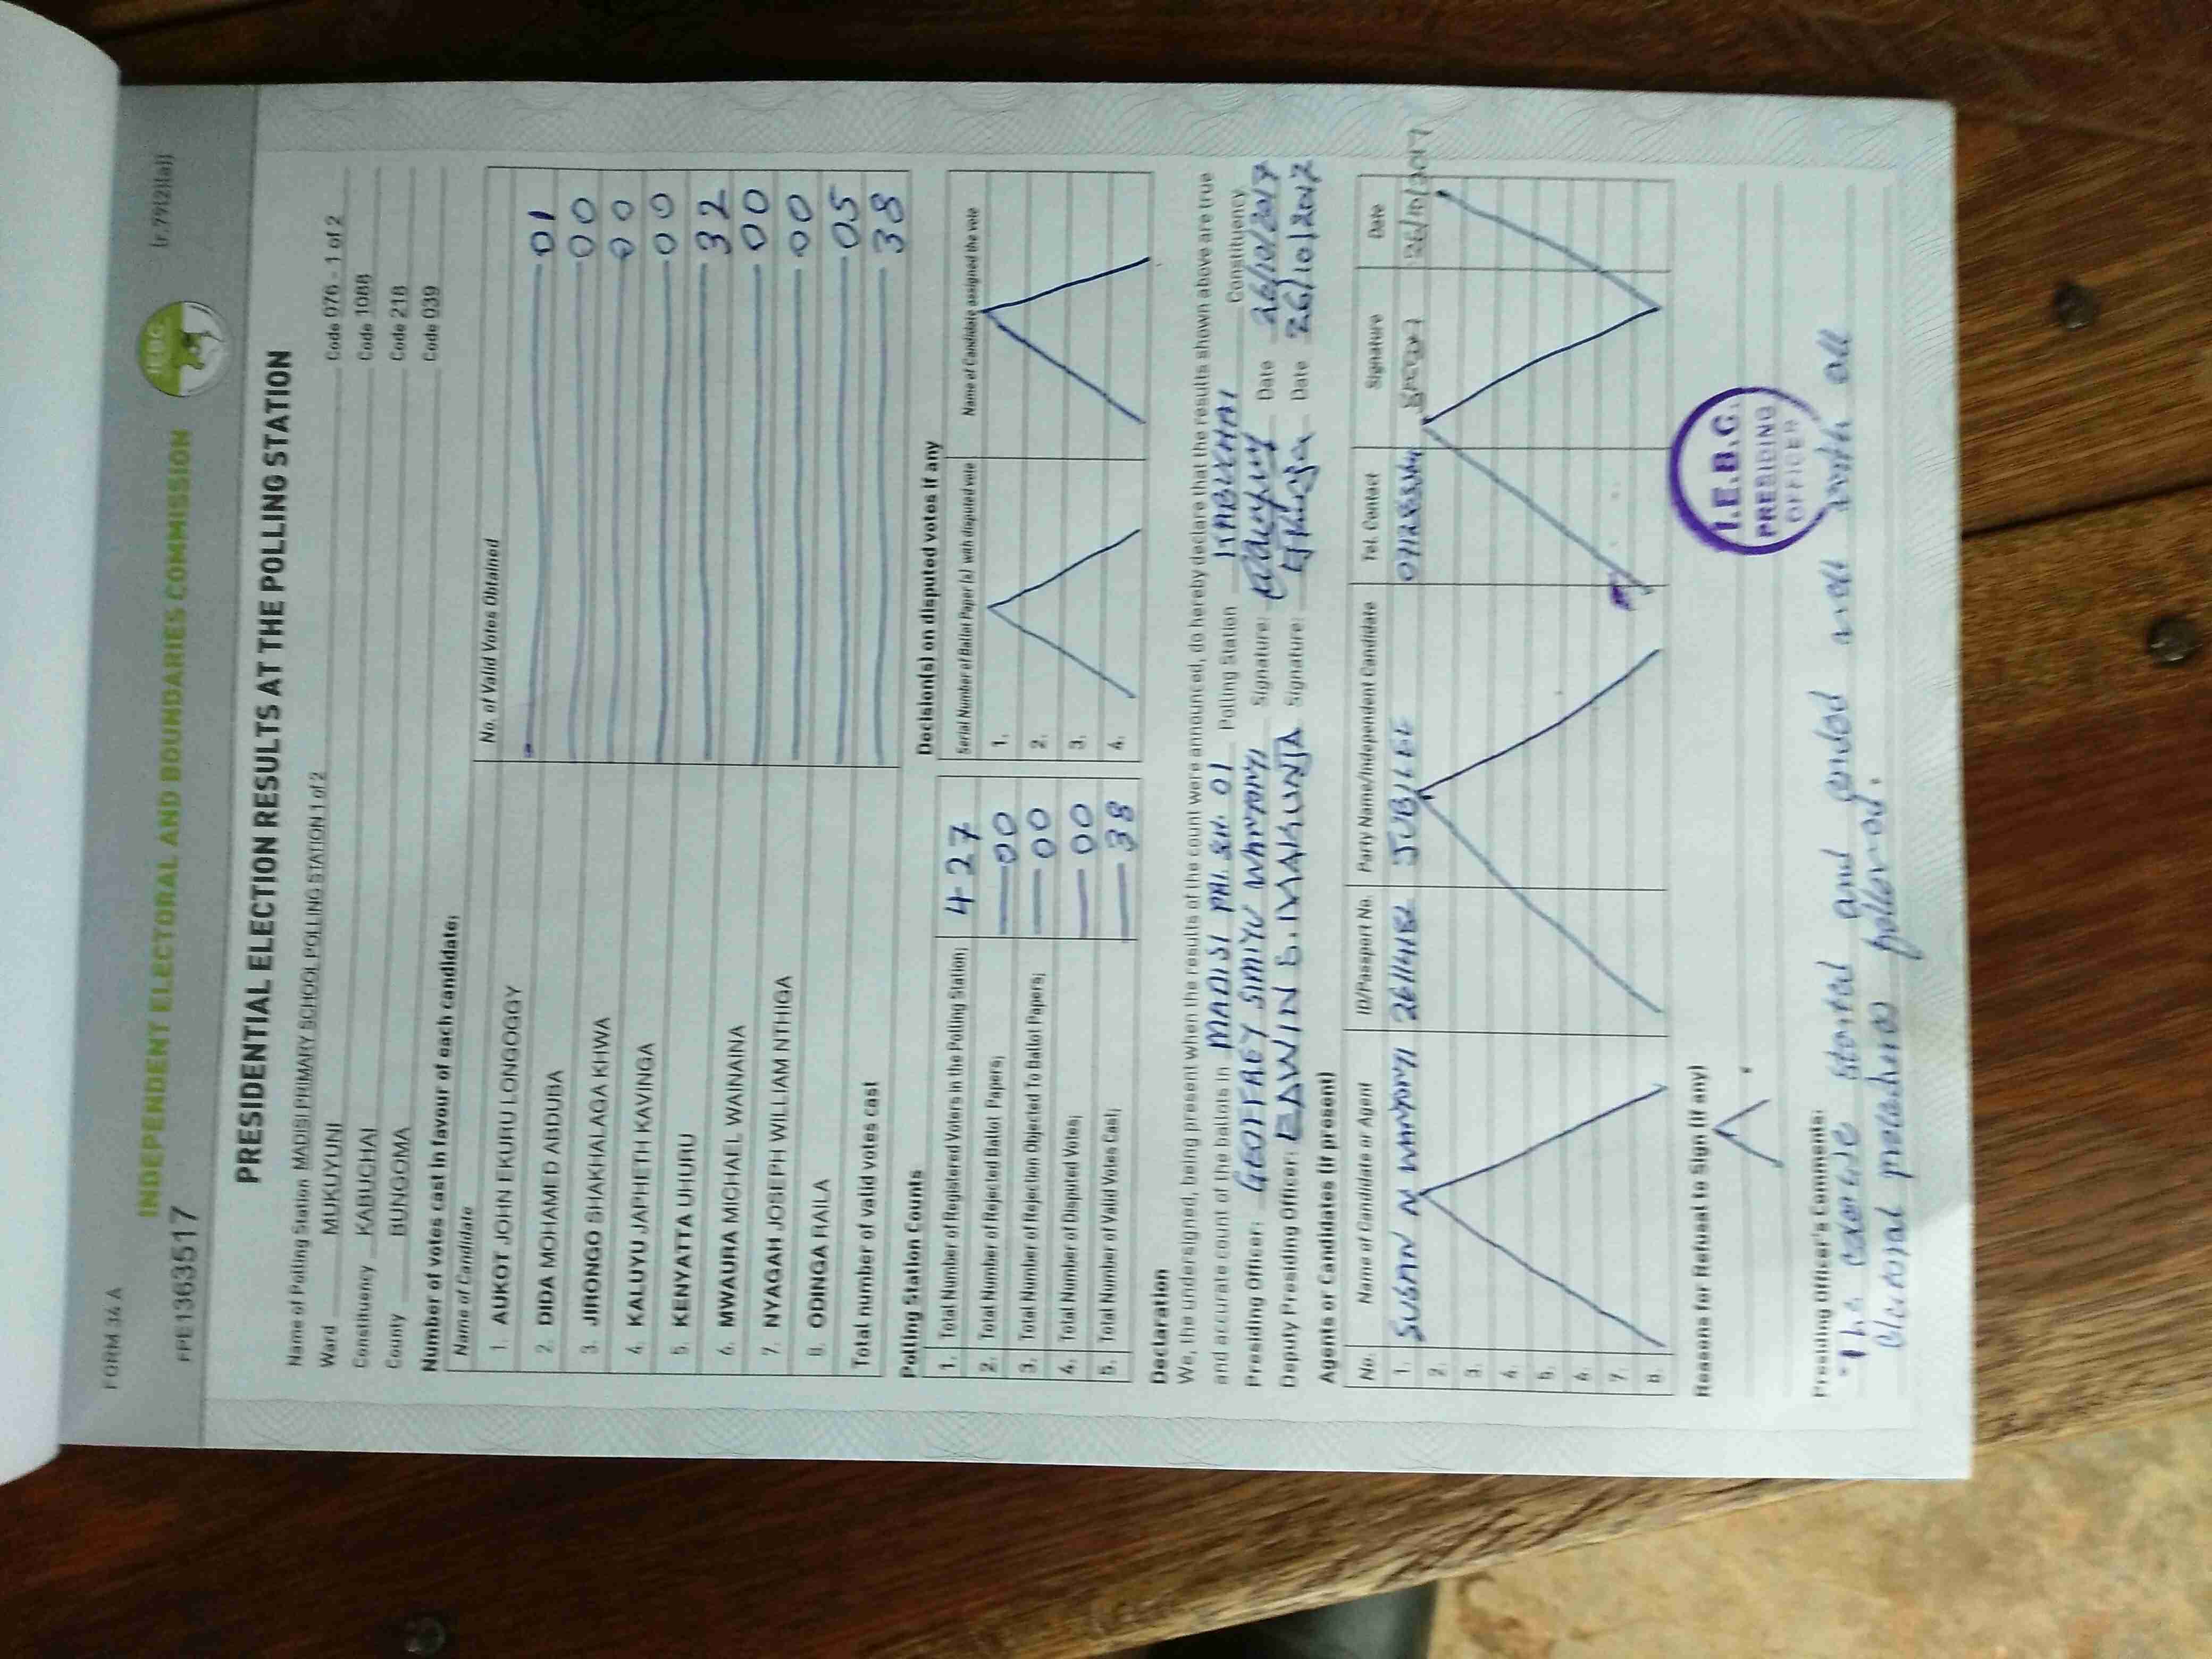 FORM 34 A
INDEPENDENT ELECTORAL AND BOUNDARIES COMMISSION
IEBC
(r.79(2)(a))
PRESIDENTIAL ELECTION RESULTS AT THE POLLING STATION
Name of Polling Station MADISI PRIMARY SCHOOL POLLING STATION 1 of 2 Code 076 - 1 of 2
Ward MUKUYUNI Code 1088
Constituency KABUCHAI Code 218
County BUNGOMA Code 039
Number of votes cast in favour of each candidate;
Name of Candidate No. of Valid Votes Obtained
1. AUKOT JOHN EKURU LONGOGGY 01
2. DIDA MOHAMED ABDUBA 00
3. JIRONGO SHAKHALAGA KHWA 00
4. KALUYU JAPHETH KAVINGA 00
5. KENYATTA UHURU 32
6. MWAURA MICHAEL WAINAINA 00
7. NYAGAH JOSEPH WILLIAM NTHIGA 00
8. ODINGA RAILA 05
Total number of valid votes cast 38
Polling Station Counts
1. Total Number of Registered Voters in the Polling Station; 427
2. Total Number of Rejected Ballot Papers; 00
3. Total Number of Rejection Objected To Ballot Papers; 00
4. Total Number of Disputed Votes; 00
5. Total Number of Valid Votes Cast; 38
Decision(s) on disputed votes if any
Serial Number of Ballot Paper (s) with disputed vote Name of Candidate assigned the vote
1.
2.
3.
4.
Declaration
We, the undersigned, being present when the results of the count were announced, do hereby declare that the results shown above are true
and accurate count of the ballots in MADISI PRI. SCH. 01 Polling Station KABUCHAI Constituency
Presiding Officer: GEOFFREY SIMIYU WANYONYI Signature: Date 26/10/2017
Deputy Presiding Officer: EDWIN S. MAKUNJA Signature: Date 26/10/2017
Agents or Candidates (if present)
No. Name of Candidate or Agent ID/Passport No. Party Name/Independent Candidate Tel. Contact Signature Date
1. SUSAN N WANYONYI JUBILEE 26/10/2017
2.
3.
4.
5.
6.
7.
8.
Reasons for Refusal to Sign (if any)
I.E.B.C.
PRESIDING
OFFICER
Presiding Officer's Comments:
The exercise started and ended well with all
electoral procedures followed.